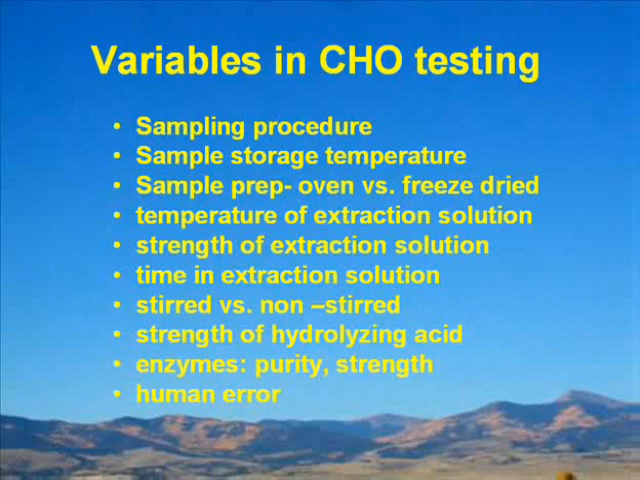 Variables in CHO testing
• Sampling procedure
• Sample storage temperature
• Sample prep- oven vs. freeze dried
• temperature of extraction solution
• strength of extraction solution
• time in extraction solution
• stirred vs. non –stirred
• strength of hydrolyzing acid
• enzymes: purity, strength
• human error